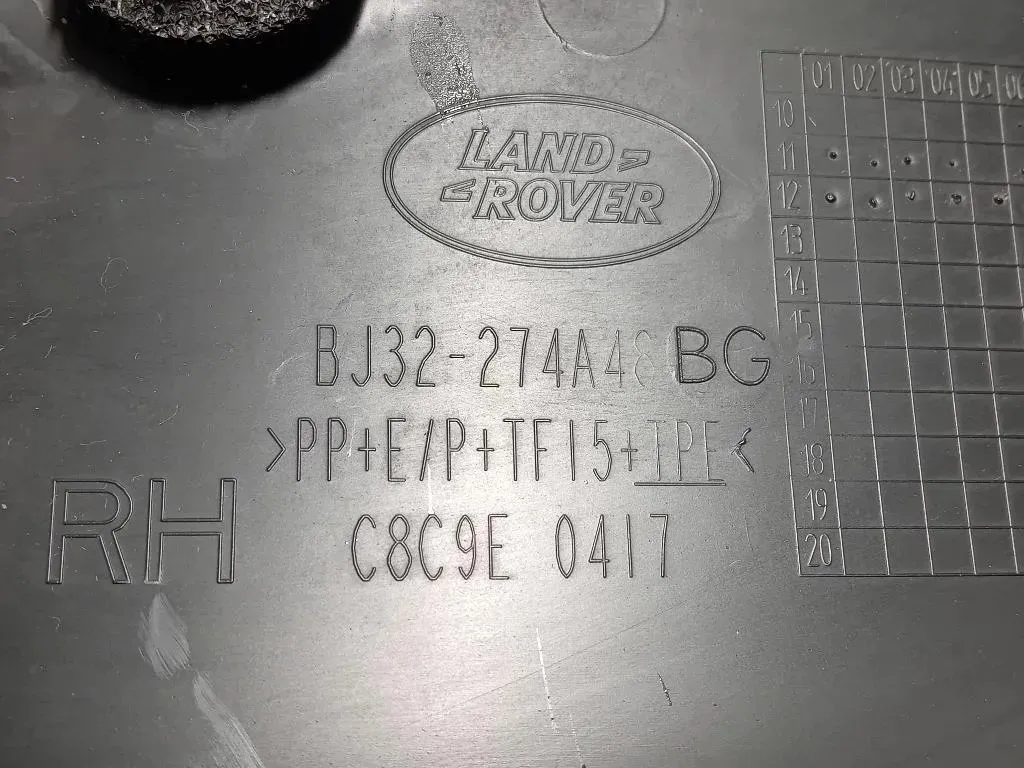 LAND
ROVER
BJ32-274A48 BG
>PP+E/P+TF15+TPE<
RH
C8C9E 0417
01 02 03 04 05 06
10
11
12
13
14
15
16
17
18
19
20